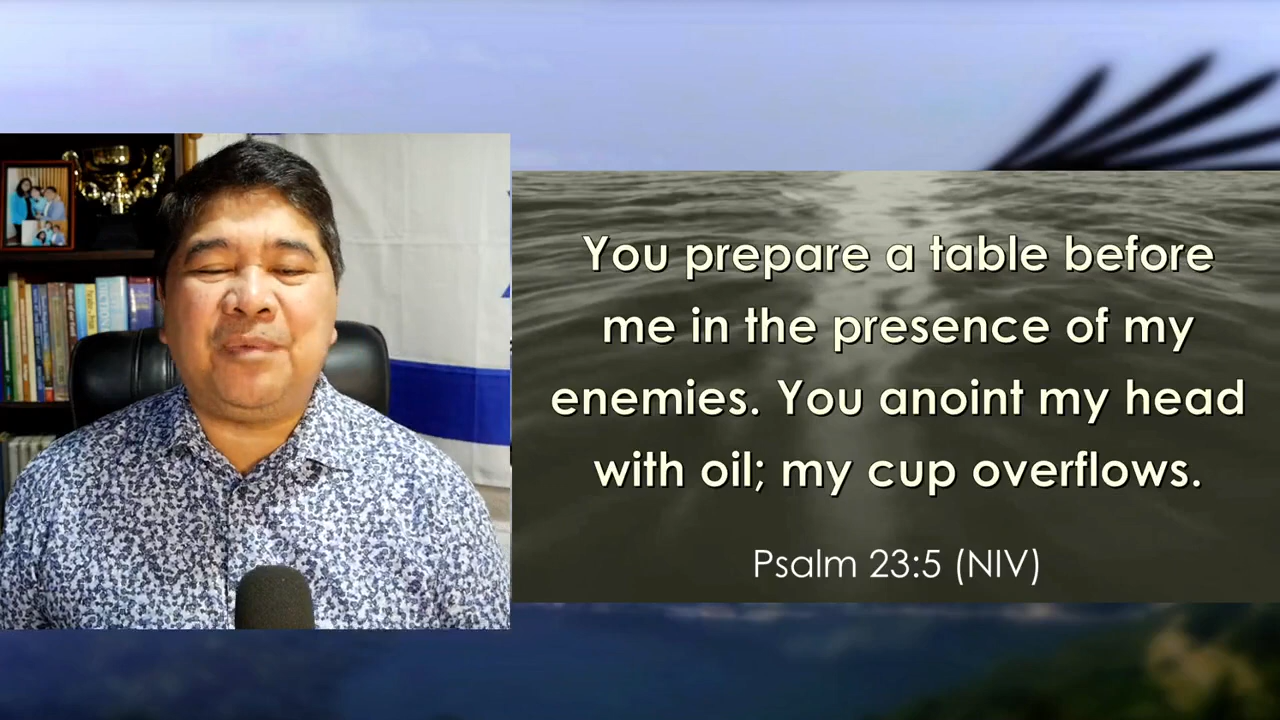 You prepare a table before
me in the presence of my
enemies. You anoint my head
with oil; my cup overflows.
Psalm 23:5 (NIV)